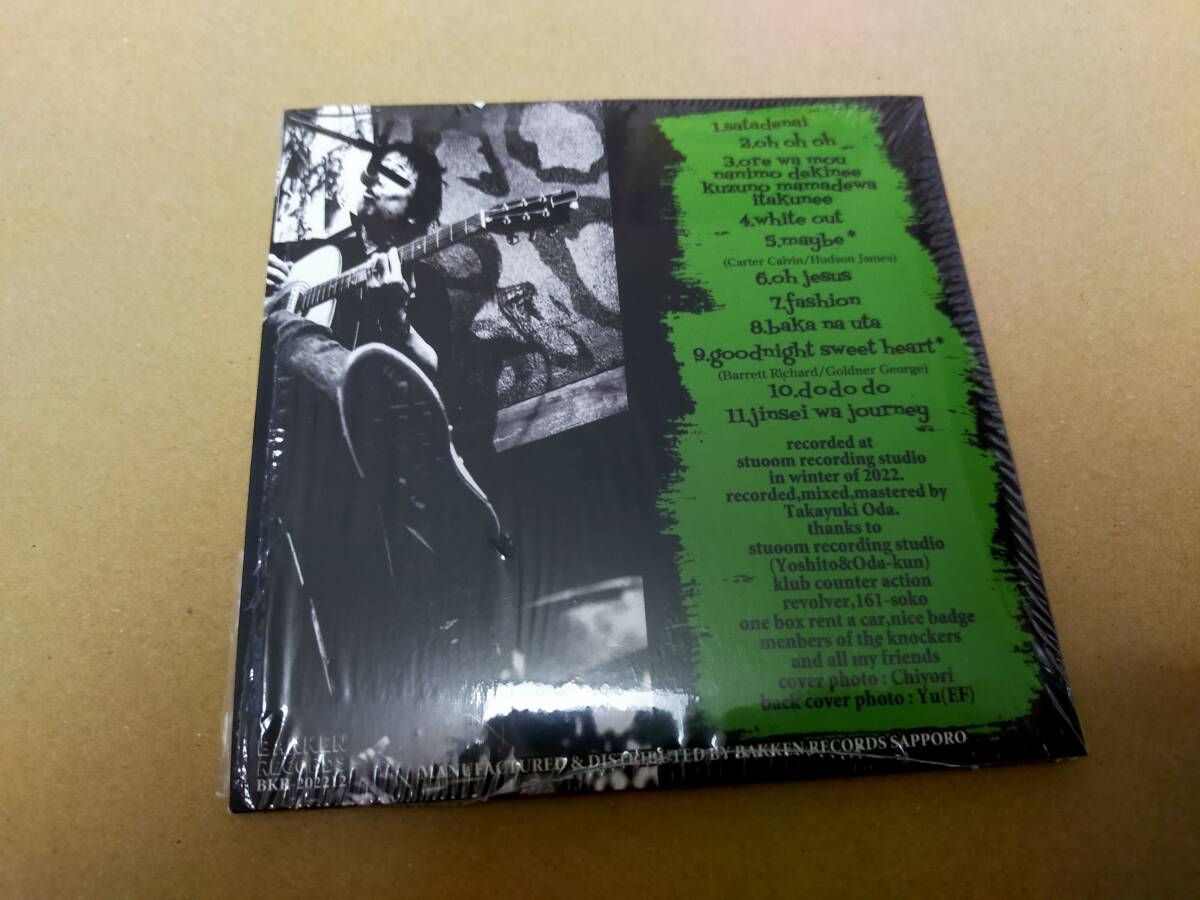 1.satadenai
2.oh oh oh
3.ore wa mou
nanimo dekinee
kuzuno mamadewa
itakunee
4.white out
5.maybe*
(Carter Calvin/Hudson James)
6.oh jesus
7.fashion
8.baka na uta
9.goodnight sweet heart*
(Barrett Richard/Goldner George)
10.dodo do
11.jinsei wa journey
recorded at
stuoom recording studio
in winter of 2022.
recorded,mixed,mastered by
Takayuki Oda.
thanks to
stuoom recording studio
(Yoshito&Oda-kun)
klub counter action
revolver,161-soko
one box rent a car,nice badge
menbers of the knockers
and all my friends
cover photo : Chiyori
back cover photo : Yu(EF)
BAKKEN
RECORDS
BKR-202212
MANUFACTURED & DISTRIBUTED BY BAKKEN RECORDS SAPPORO